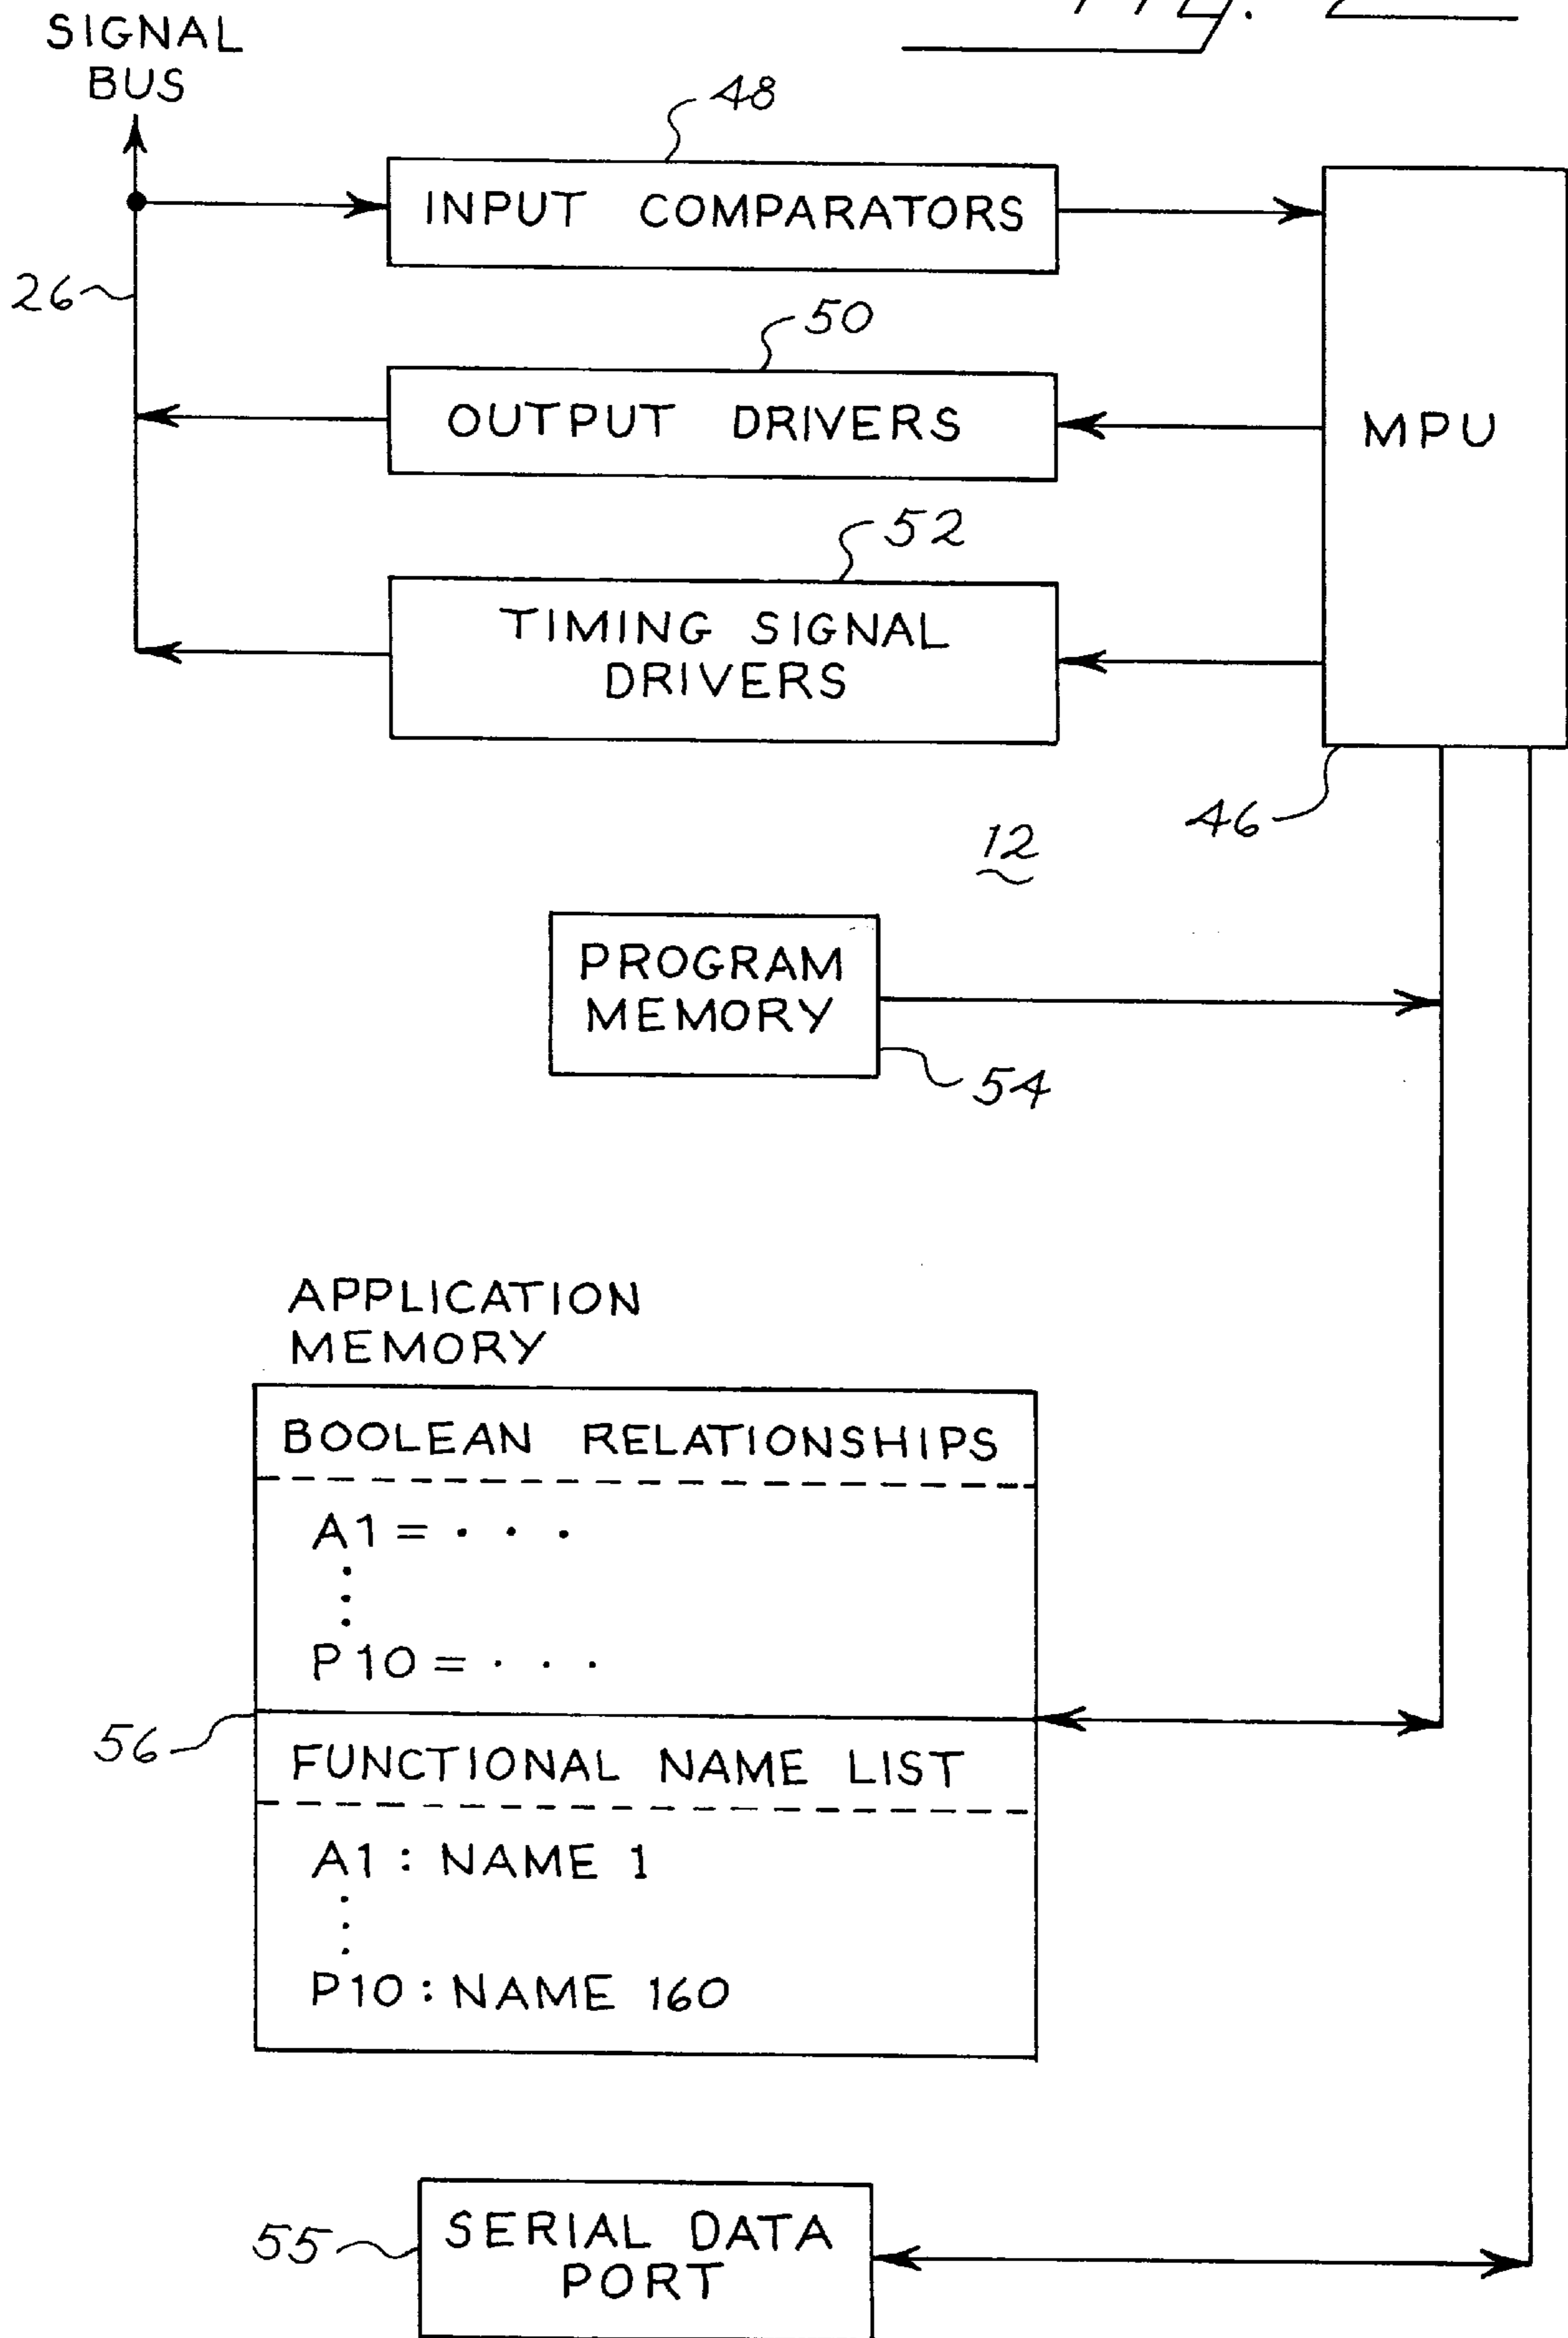 FIG. 2
SIGNAL
BUS
48
INPUT COMPARATORS
26
50
OUTPUT DRIVERS
MPU
52
TIMING SIGNAL
DRIVERS
46
12
PROGRAM
MEMORY
54
APPLICATION
MEMORY
BOOLEAN RELATIONSHIPS
A1 = · · ·
P10 = · · ·
56
FUNCTIONAL NAME LIST
A1 : NAME 1
P10 : NAME 160
55
SERIAL DATA
PORT